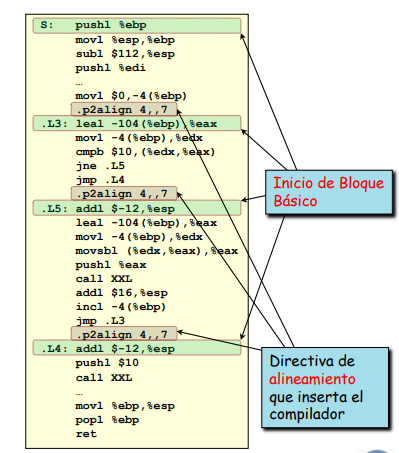 S: pushl %ebp
movl %esp,%ebp
subl $112,%esp
pushl %edi
…
movl $0,-4(%ebp)
.p2align 4,,7
.L3: leal -104(%ebp),%eax
movl -4(%ebp),%edx
cmpb $10,(%edx,%eax)
jne .L5
jmp .L4
.p2align 4,,7
.L5: addl $-12,%esp
leal -104(%ebp),%eax
movl -4(%ebp),%edx
movsbl (%edx,%eax),%eax
pushl %eax
call XXL
addl $16,%esp
incl -4(%ebp)
jmp .L3
.p2align 4,,7
.L4: addl $-12,%esp
pushl $10
call XXL
…
movl %ebp,%esp
popl %ebp
ret
Inicio de Bloque
Básico
Directiva de
alineamiento
que inserta el
compilador